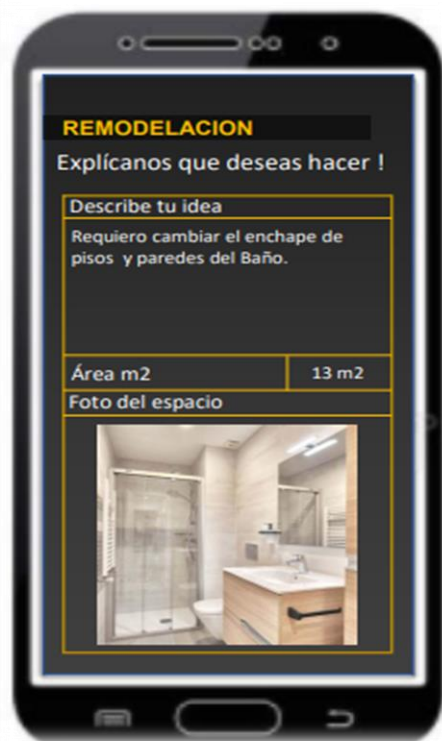 REMODELACION
Explícanos que deseas hacer !
Describe tu idea
Requiero cambiar el enchape de
pisos y paredes del Baño.
Área m2 13 m2
Foto del espacio